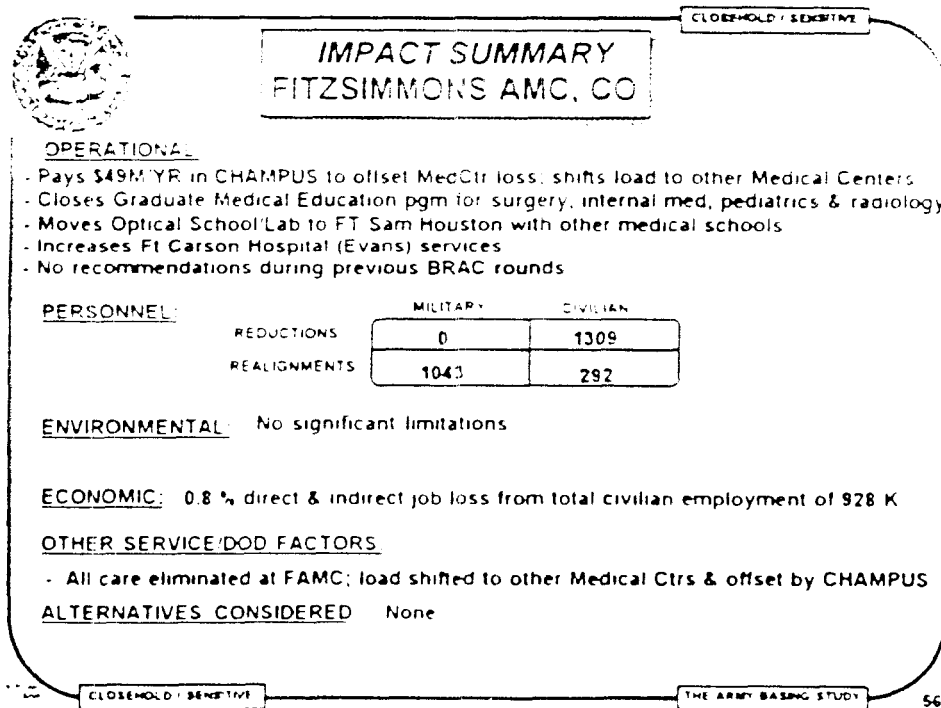 CLOSEHOLD / SENSITIVE
IMPACT SUMMARY
FITZSIMMONS AMC, CO
OPERATIONAL
- Pays $49M/YR in CHAMPUS to offset MedCtr loss; shifts load to other Medical Centers
- Closes Graduate Medical Education pgm for surgery, internal med, pediatrics & radiology
- Moves Optical School/Lab to FT Sam Houston with other medical schools
- Increases Ft Carson Hospital (Evans) services
- No recommendations during previous BRAC rounds
PERSONNEL: MILITARY CIVILIAN
REDUCTIONS 0 1309
REALIGNMENTS 1043 292
ENVIRONMENTAL: No significant limitations
ECONOMIC: 0.8 % direct & indirect job loss from total civilian employment of 928 K
OTHER SERVICE/DOD FACTORS
- All care eliminated at FAMC; load shifted to other Medical Ctrs & offset by CHAMPUS
ALTERNATIVES CONSIDERED None
CLOSEHOLD / SENSITIVE THE ARMY BASING STUDY 56